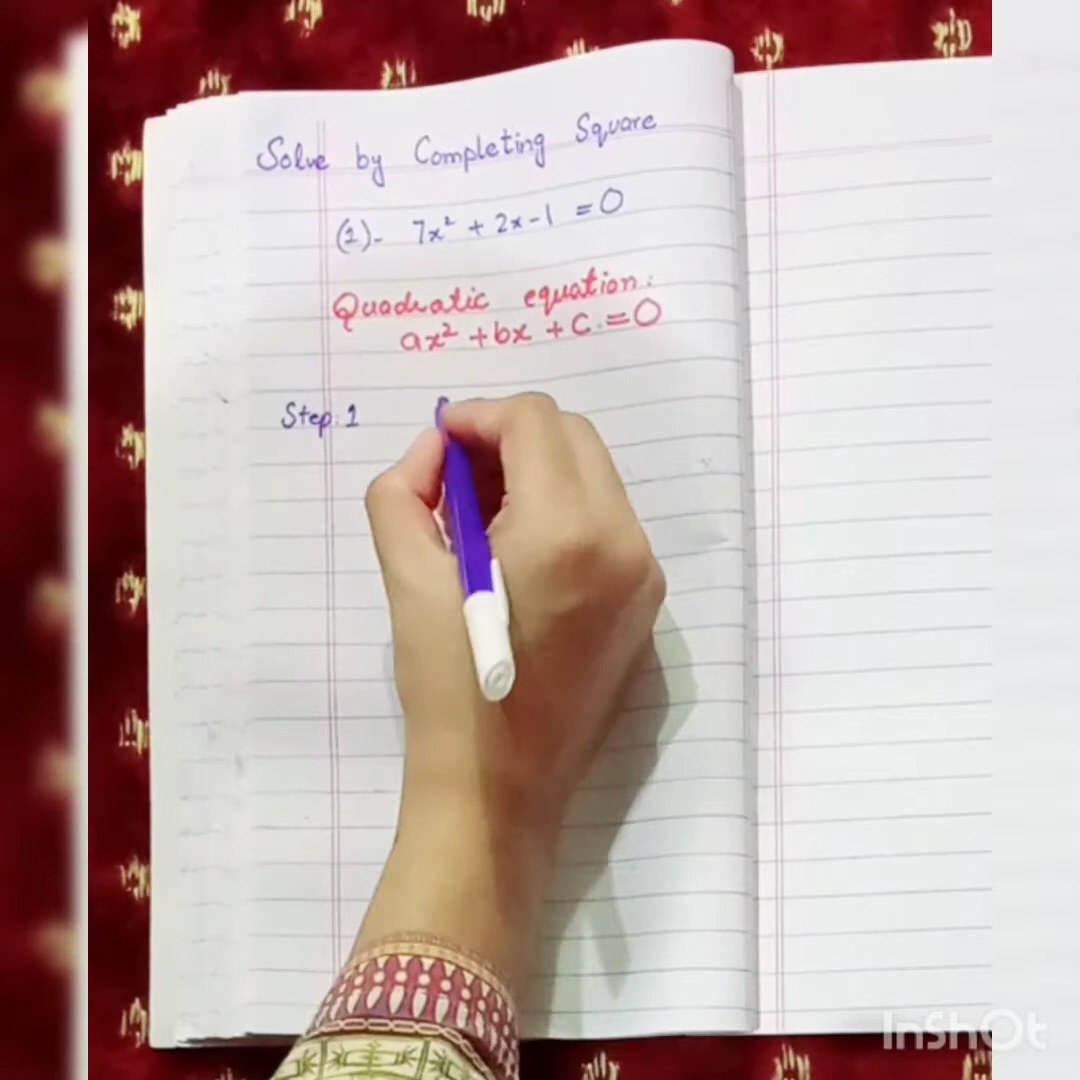 Solve by Completing Square
(1)- 7x² + 2x - 1 = 0
Quadratic equation:
ax² + bx + c = 0
Step: 1
InShOt